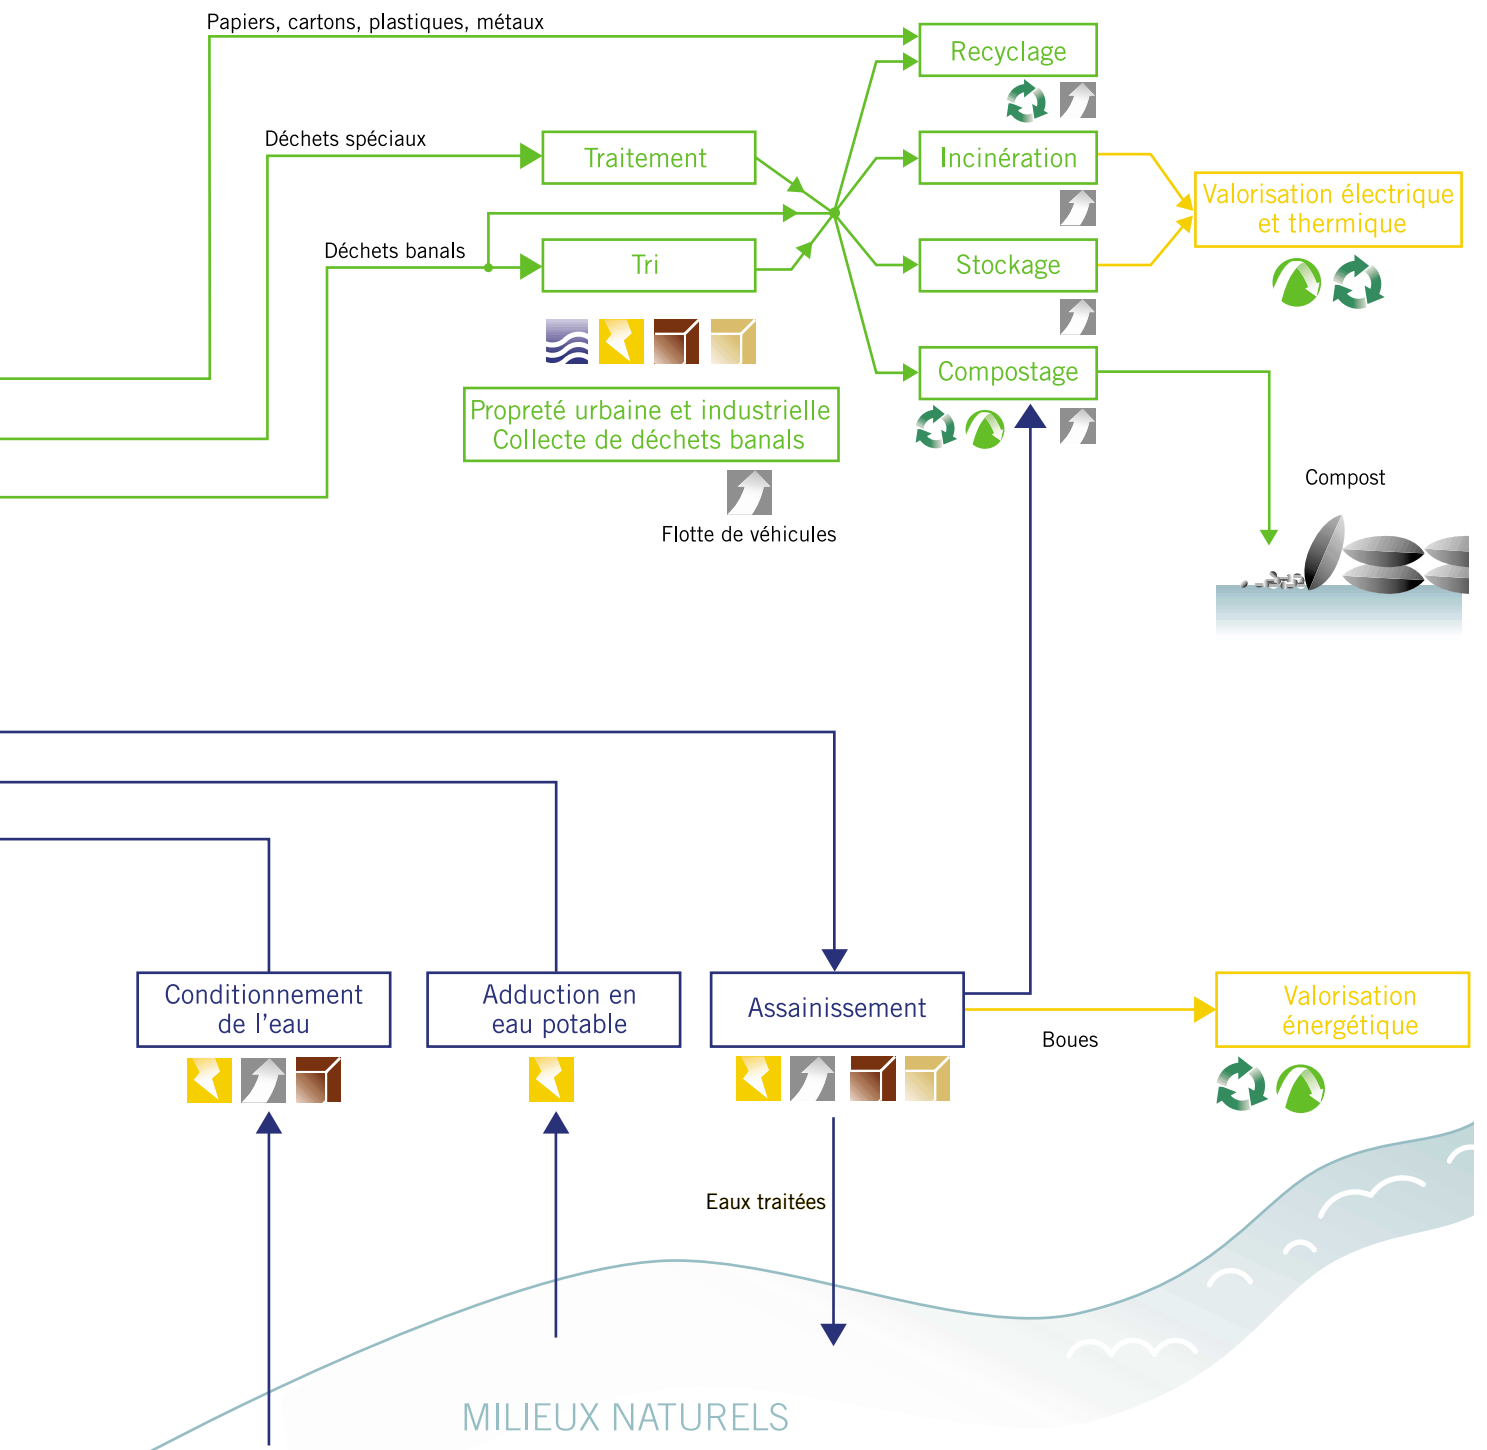 Papiers, cartons, plastiques, métaux
Recyclage
Déchets spéciaux
Traitement
Incinération
Valorisation électrique
et thermique
Déchets banals
Tri
Stockage
Compostage
Propreté urbaine et industrielle
Collecte de déchets banals
Flotte de véhicules
Compost
Conditionnement
de l'eau
Adduction en
eau potable
Assainissement
Boues
Valorisation
énergétique
Eaux traitées
MILIEUX NATURELS